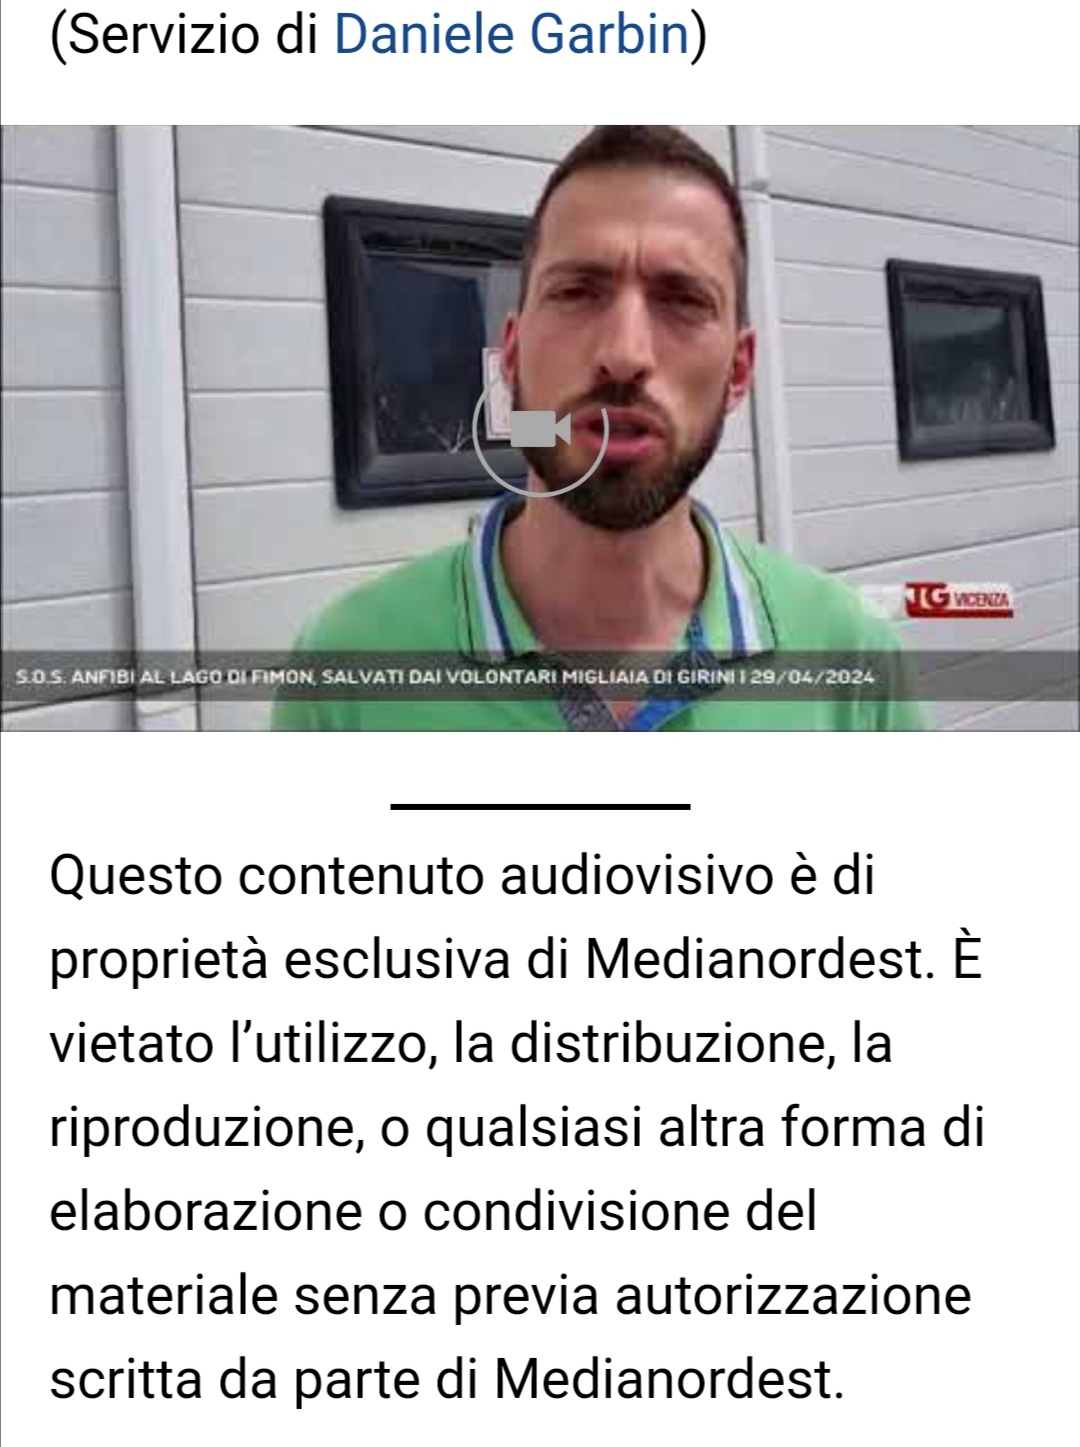 (Servizio di Daniele Garbin)
TG VICENZA
S.O.S. ANFIBI AL LAGO DI FIMON, SALVATI DAI VOLONTARI MIGLIAIA DI GIRINI | 29/04/2024
Questo contenuto audiovisivo è di
proprietà esclusiva di Medianordest. È
vietato l’utilizzo, la distribuzione, la
riproduzione, o qualsiasi altra forma di
elaborazione o condivisione del
materiale senza previa autorizzazione
scritta da parte di Medianordest.